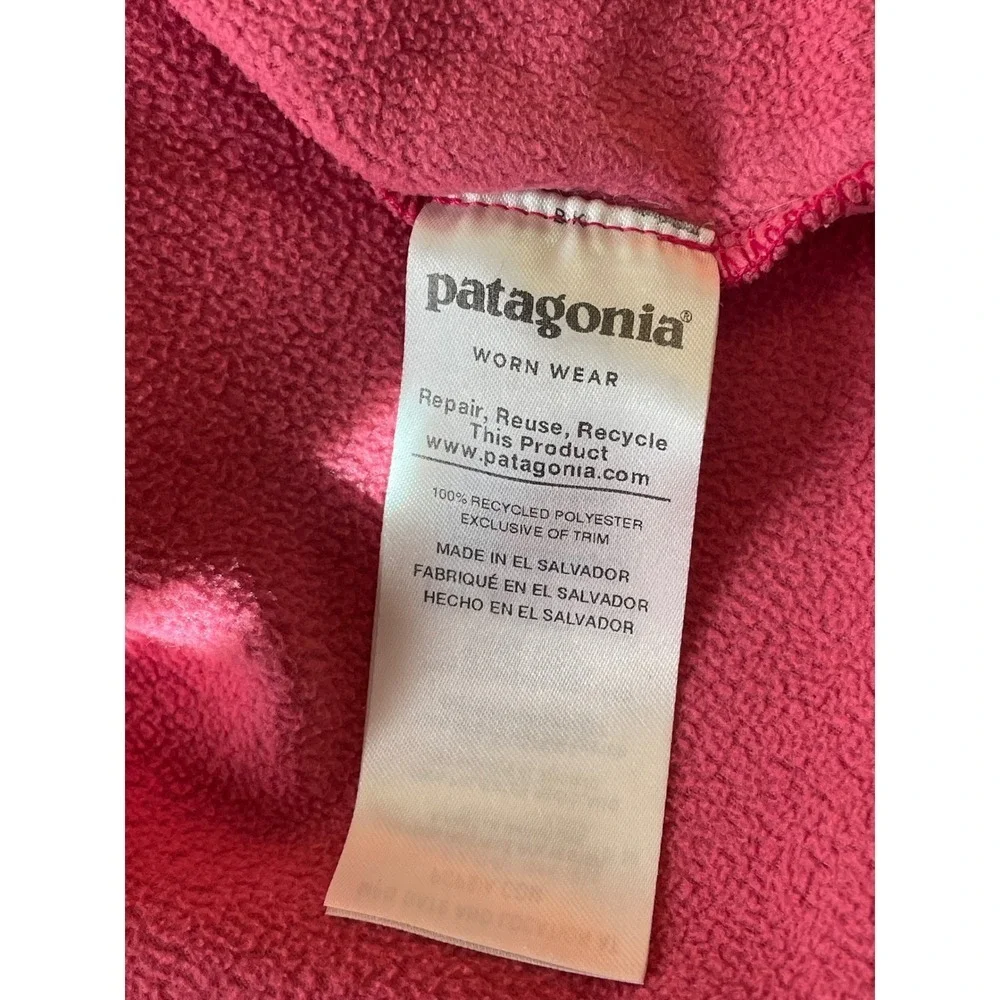 patagonia®
WORN WEAR
Repair, Reuse, Recycle
This Product
www.patagonia.com
100% RECYCLED POLYESTER
EXCLUSIVE OF TRIM
MADE IN EL SALVADOR
FABRIQUÉ EN EL SALVADOR
HECHO EN EL SALVADOR